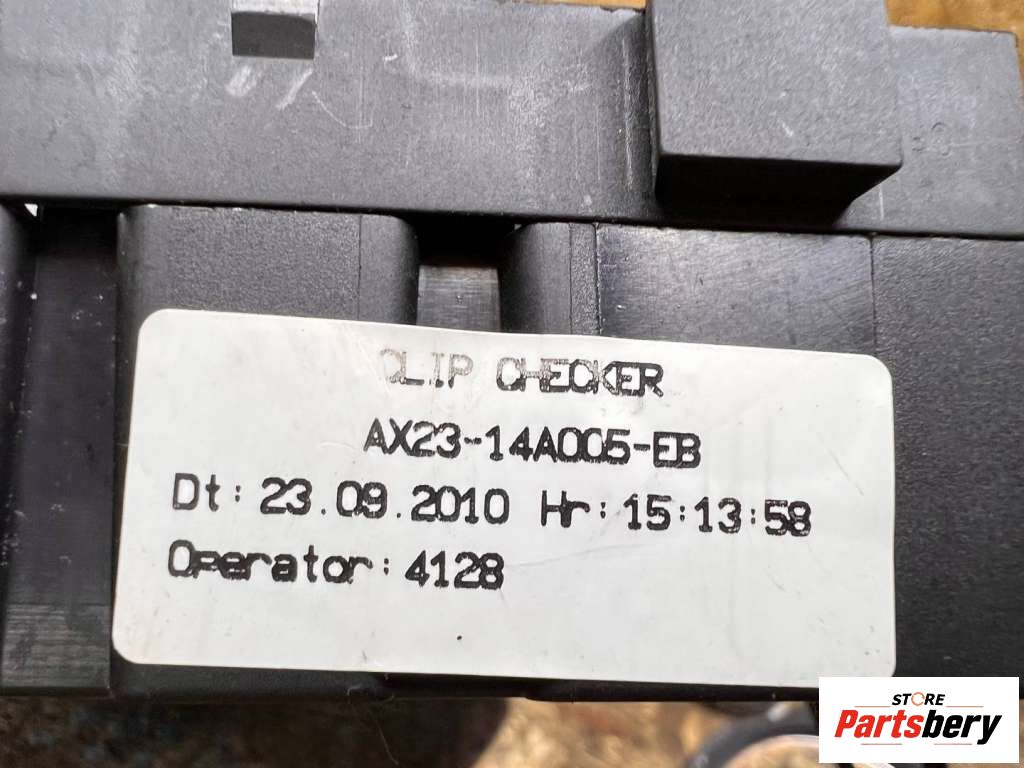 CLIP CHECKER
AX23-14A005-EB
Dt: 23.09.2010 Hr: 15:13:58
Operator: 4128
STORE
Partsbery